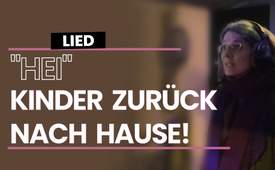 LIED
"HEI"
KINDER ZURÜCK
NACH HAUSE!